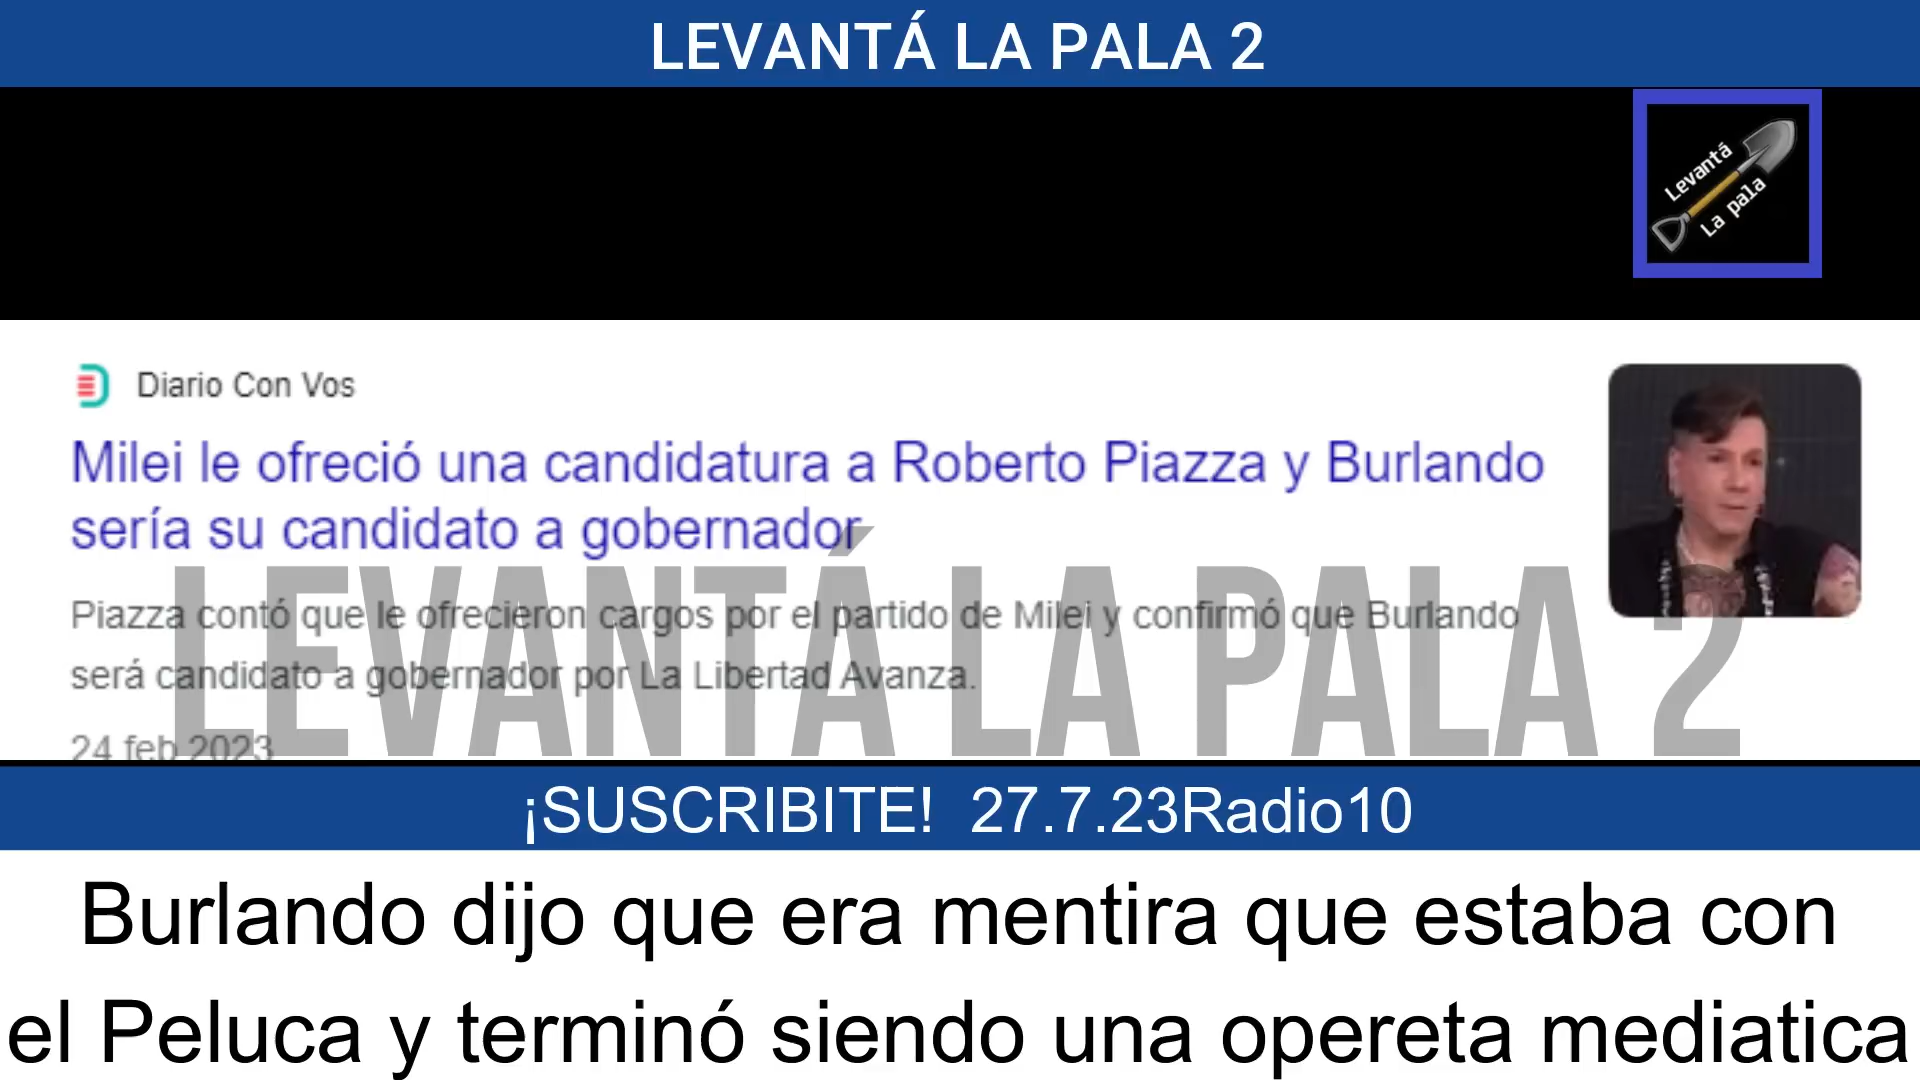 LEVANTÁ LA PALA 2
Levantá
La pala
Diario Con Vos
Milei le ofreció una candidatura a Roberto Piazza y Burlando
sería su candidato a gobernador
Piazza contó que le ofrecieron cargos por el partido de Milei y confirmó que Burlando
será candidato a gobernador por La Libertad Avanza.
LEVANTÁ LA PALA 2
24 feb 2023
¡SUSCRIBITE! 27.7.23Radio10
Burlando dijo que era mentira que estaba con
el Peluca y terminó siendo una opereta mediatica